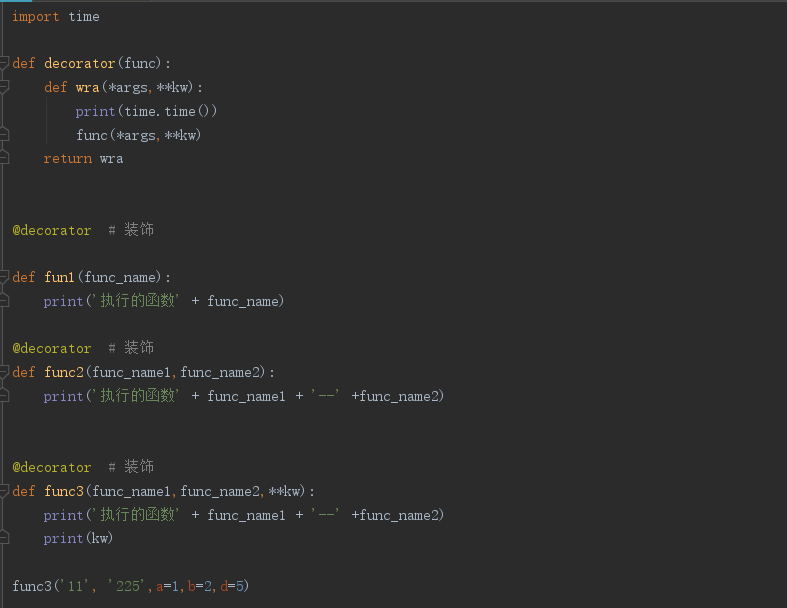 import time
def decorator(func):
    def wra(*args,**kw):
        print(time.time())
        func(*args,**kw)
    return wra
@decorator  # 装饰
def fun1(func_name):
    print('执行的函数' + func_name)
@decorator  # 装饰
def func2(func_name1,func_name2):
    print('执行的函数' + func_name1 + '--' +func_name2)
@decorator  # 装饰
def func3(func_name1,func_name2,**kw):
    print('执行的函数' + func_name1 + '--' +func_name2)
    print(kw)
func3('11', '225',a=1,b=2,d=5)